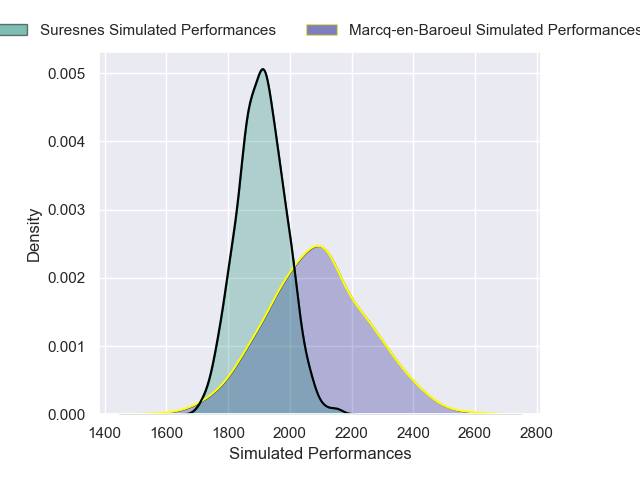 Suresnes Simulated Performances
Marcq-en-Baroeul Simulated Performances
0.005
0.004
0.003
0.002
0.001
0.000
Density
1400 1600 1800 2000 2200 2400 2600 2800
Simulated Performances